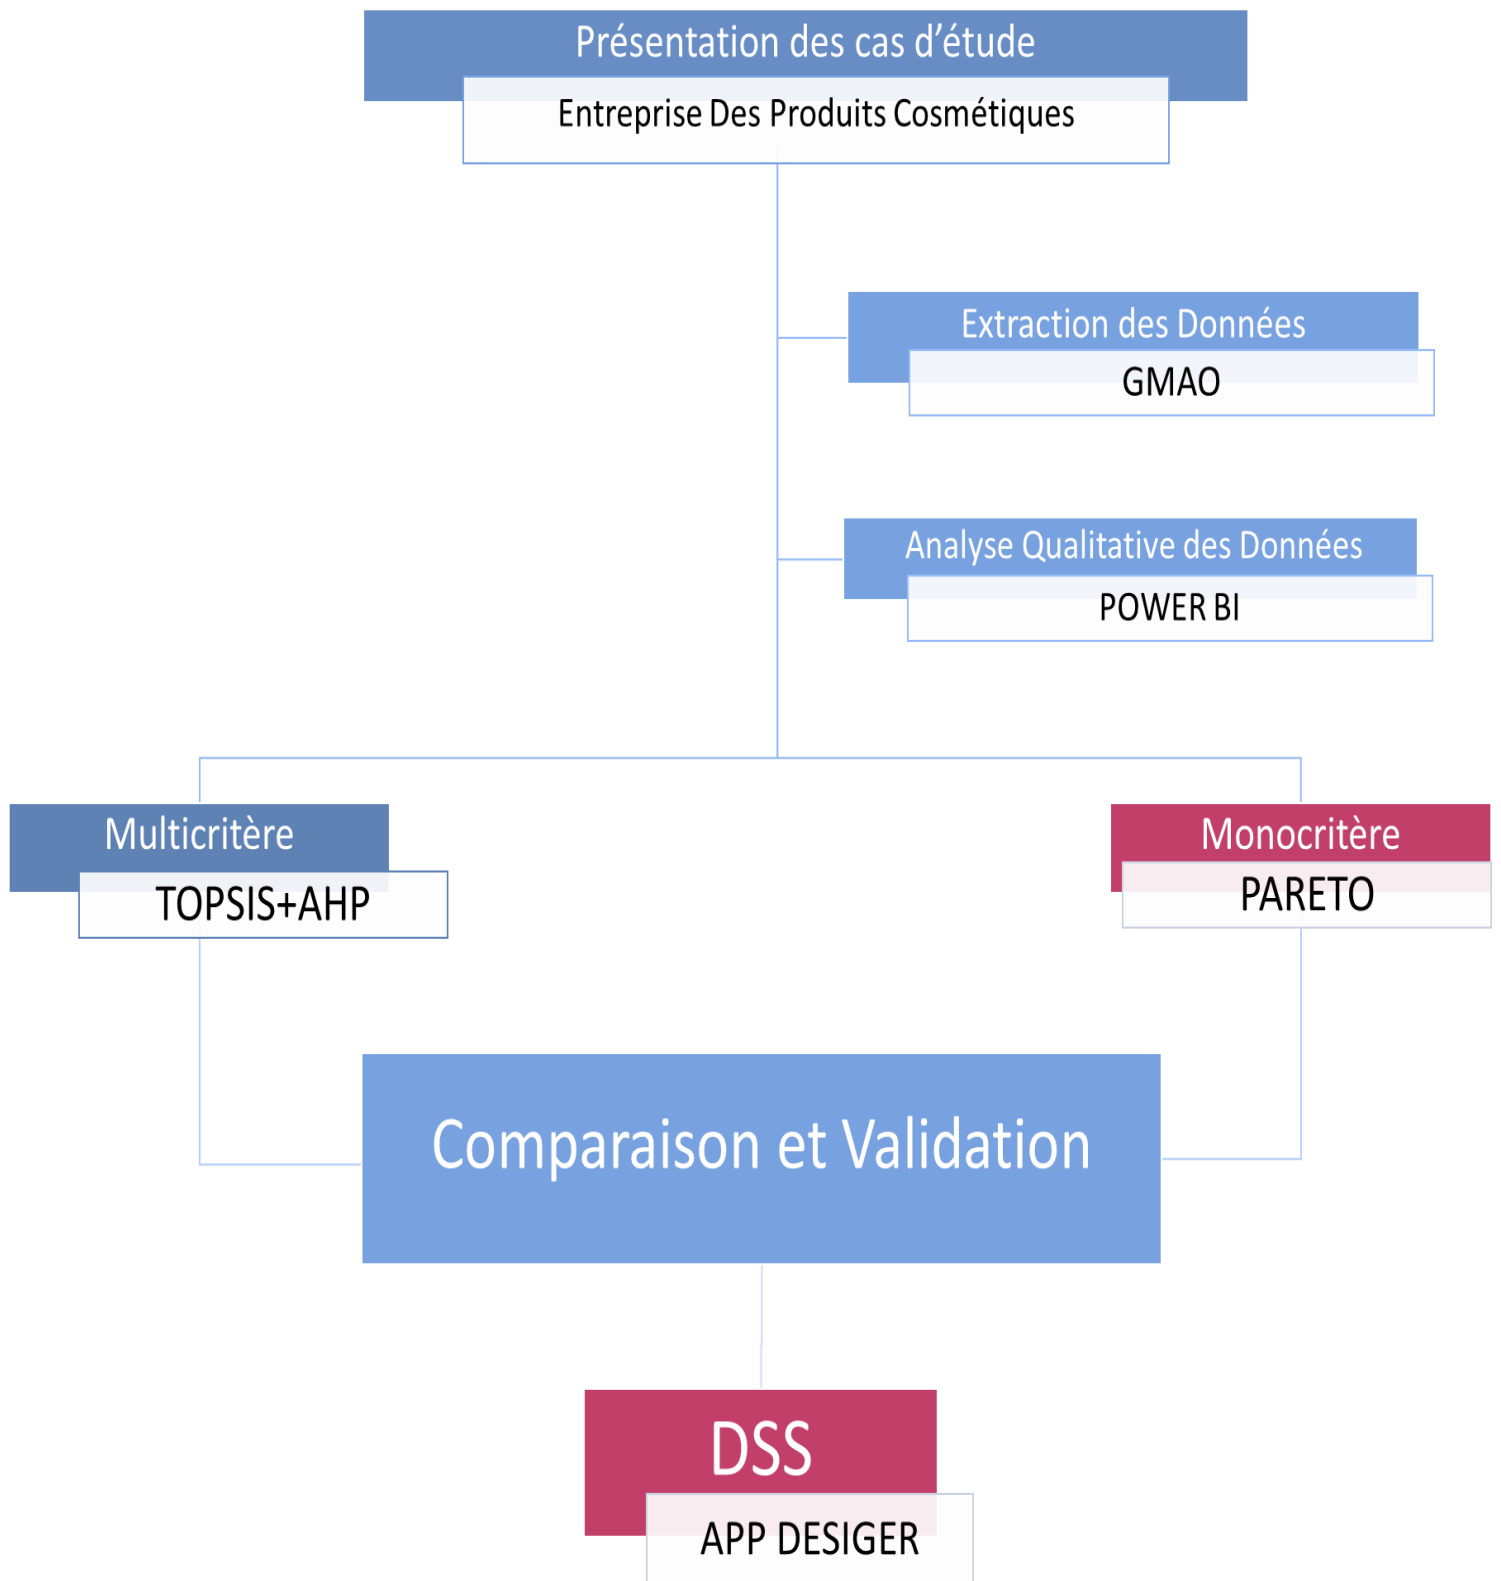 Présentation des cas d’étude
Entreprise Des Produits Cosmétiques
Extraction des Données
GMAO
Analyse Qualitative des Données
POWER BI
Multicritère
TOPSIS+AHP
Monocritère
PARETO
Comparaison et Validation
DSS
APP DESIGER